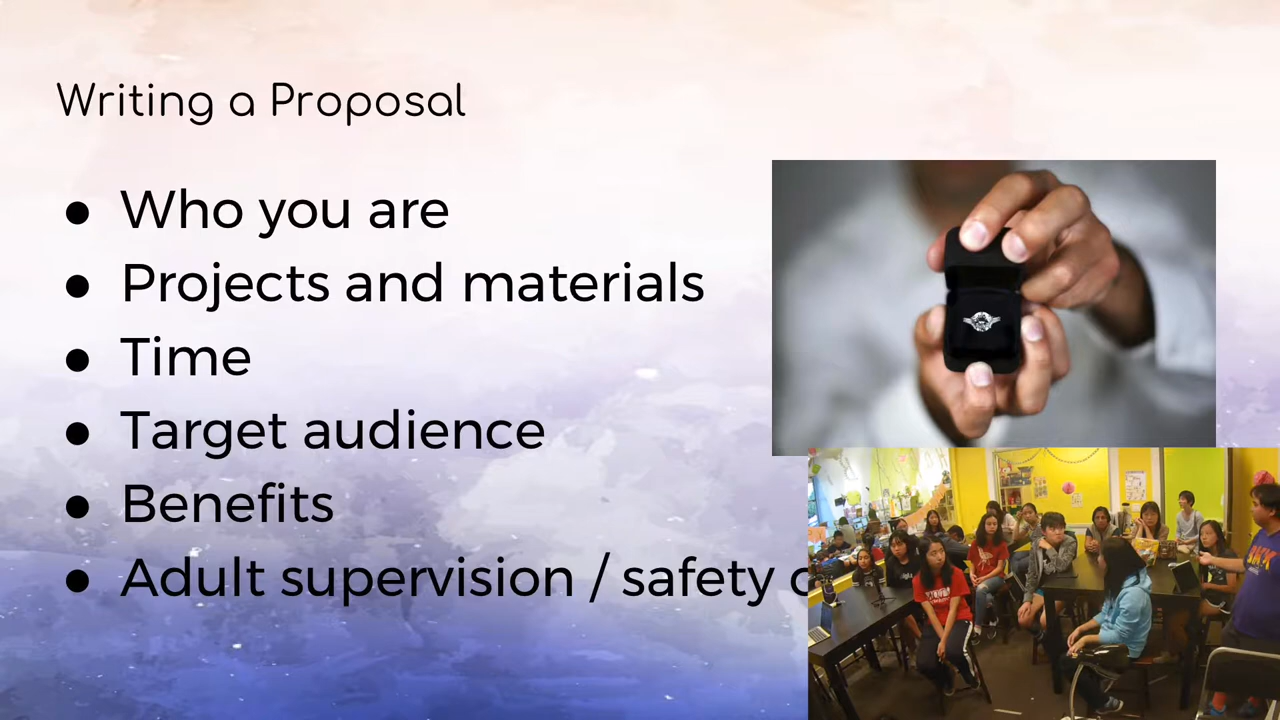 Writing a Proposal
● Who you are
● Projects and materials
● Time
● Target audience
● Benefits
● Adult supervision / safety